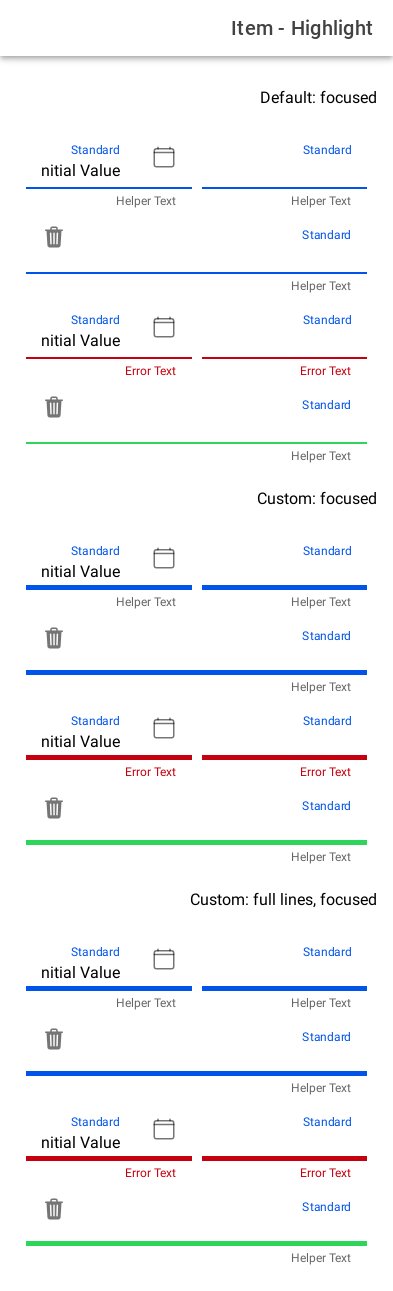 Item - Highlight
Default: focused
Standard
Standard
nitial Value
Helper Text
Helper Text
Standard
Helper Text
Standard
Standard
nitial Value
Error Text
Error Text
Standard
Helper Text
Custom: focused
Standard
Standard
nitial Value
Helper Text
Helper Text
Standard
Helper Text
Standard
Standard
nitial Value
Error Text
Error Text
Standard
Helper Text
Custom: full lines, focused
Standard
Standard
nitial Value
Helper Text
Helper Text
Standard
Helper Text
Standard
Standard
nitial Value
Error Text
Error Text
Standard
Helper Text